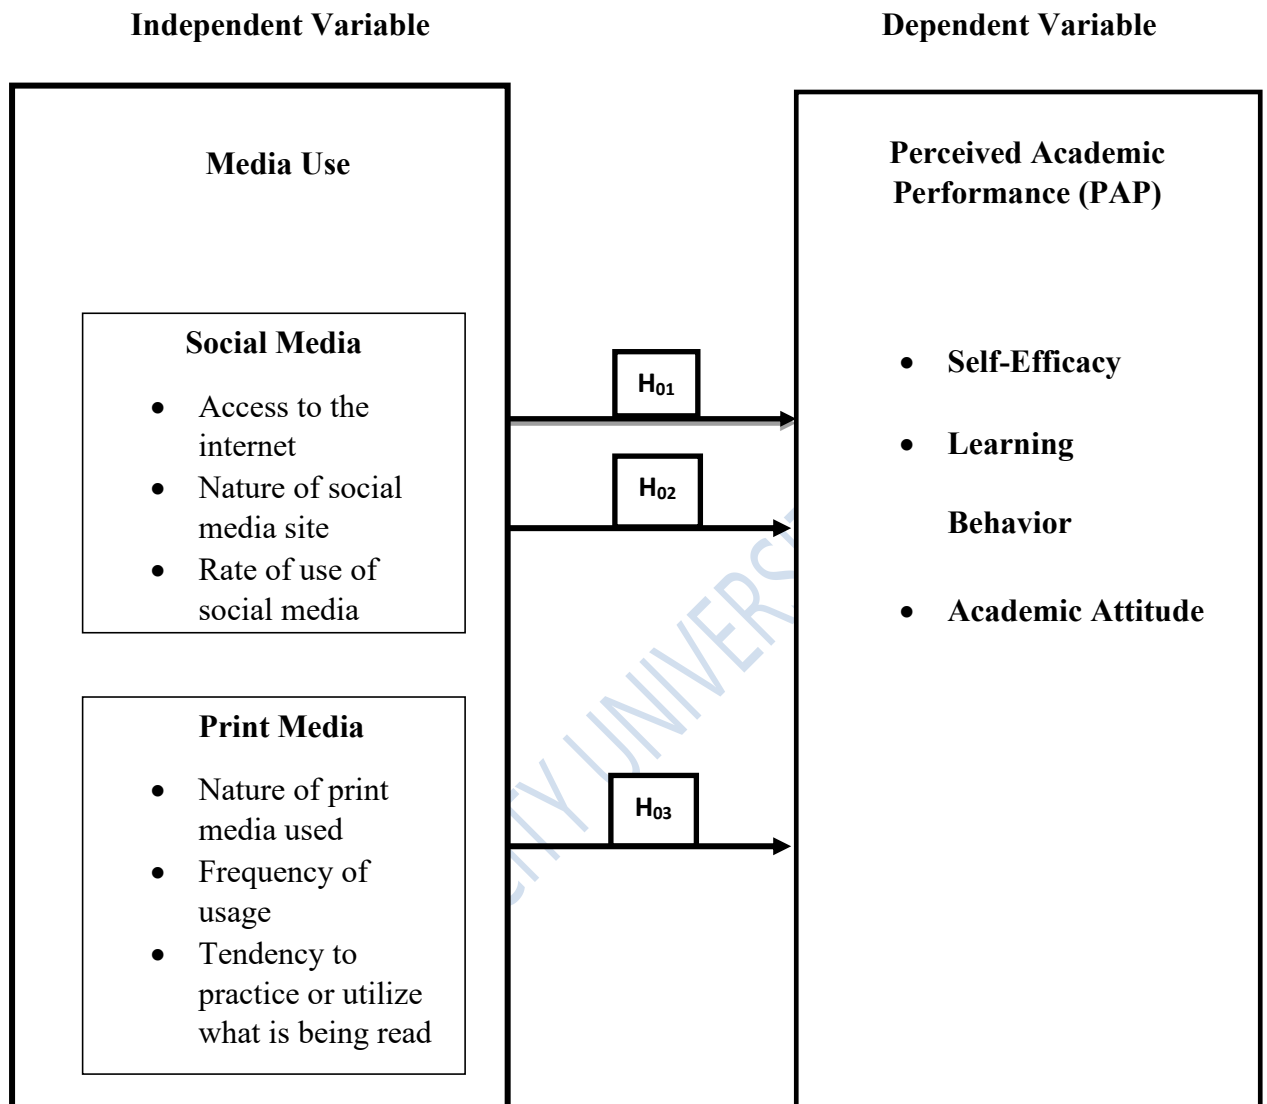 Independent Variable
Dependent Variable
Media Use
Social Media
• Access to the
internet
• Nature of social
media site
• Rate of use of
social media
Print Media
• Nature of print
media used
• Frequency of
usage
• Tendency to
practice or utilize
what is being read
H01
H02
H03
Perceived Academic
Performance (PAP)
• Self-Efficacy
• Learning
Behavior
• Academic Attitude